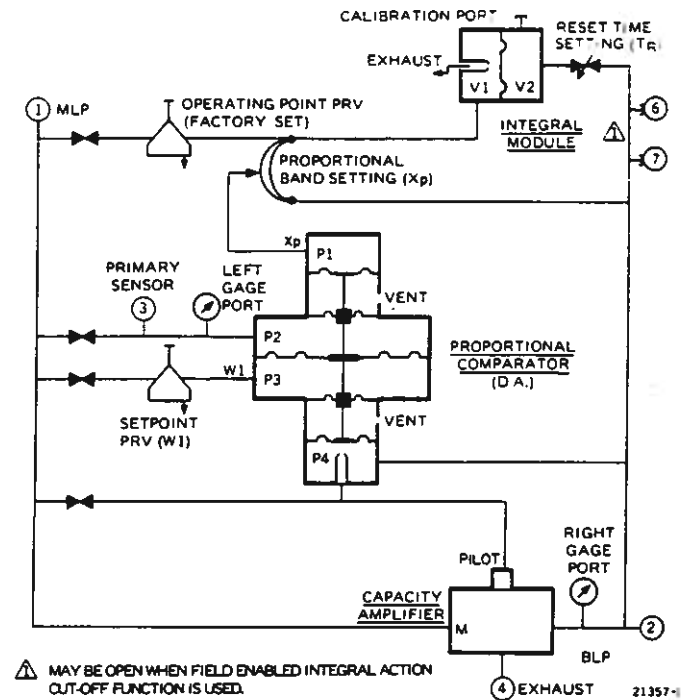 CALIBRATION PORT
RESET TIME
SETTING (TR)
EXHAUST
V1 V2
1 MLP
OPERATING POINT PRV
(FACTORY SET)
INTEGRAL
MODULE
1
6
7
PROPORTIONAL
BAND SETTING (Xp)
Xp
P1
PRIMARY
SENSOR
3
LEFT
GAGE
PORT
VENT
P2
PROPORTIONAL
COMPARATOR
(D.A.)
W1
P3
SETPOINT
PRV (W1)
VENT
P4
RIGHT
GAGE
PORT
PILOT
CAPACITY
AMPLIFIER
M
2
BLP
4 EXHAUST
1 MAY BE OPEN WHEN FIELD ENABLED INTEGRAL ACTION
CUT-OFF FUNCTION IS USED.
21357-